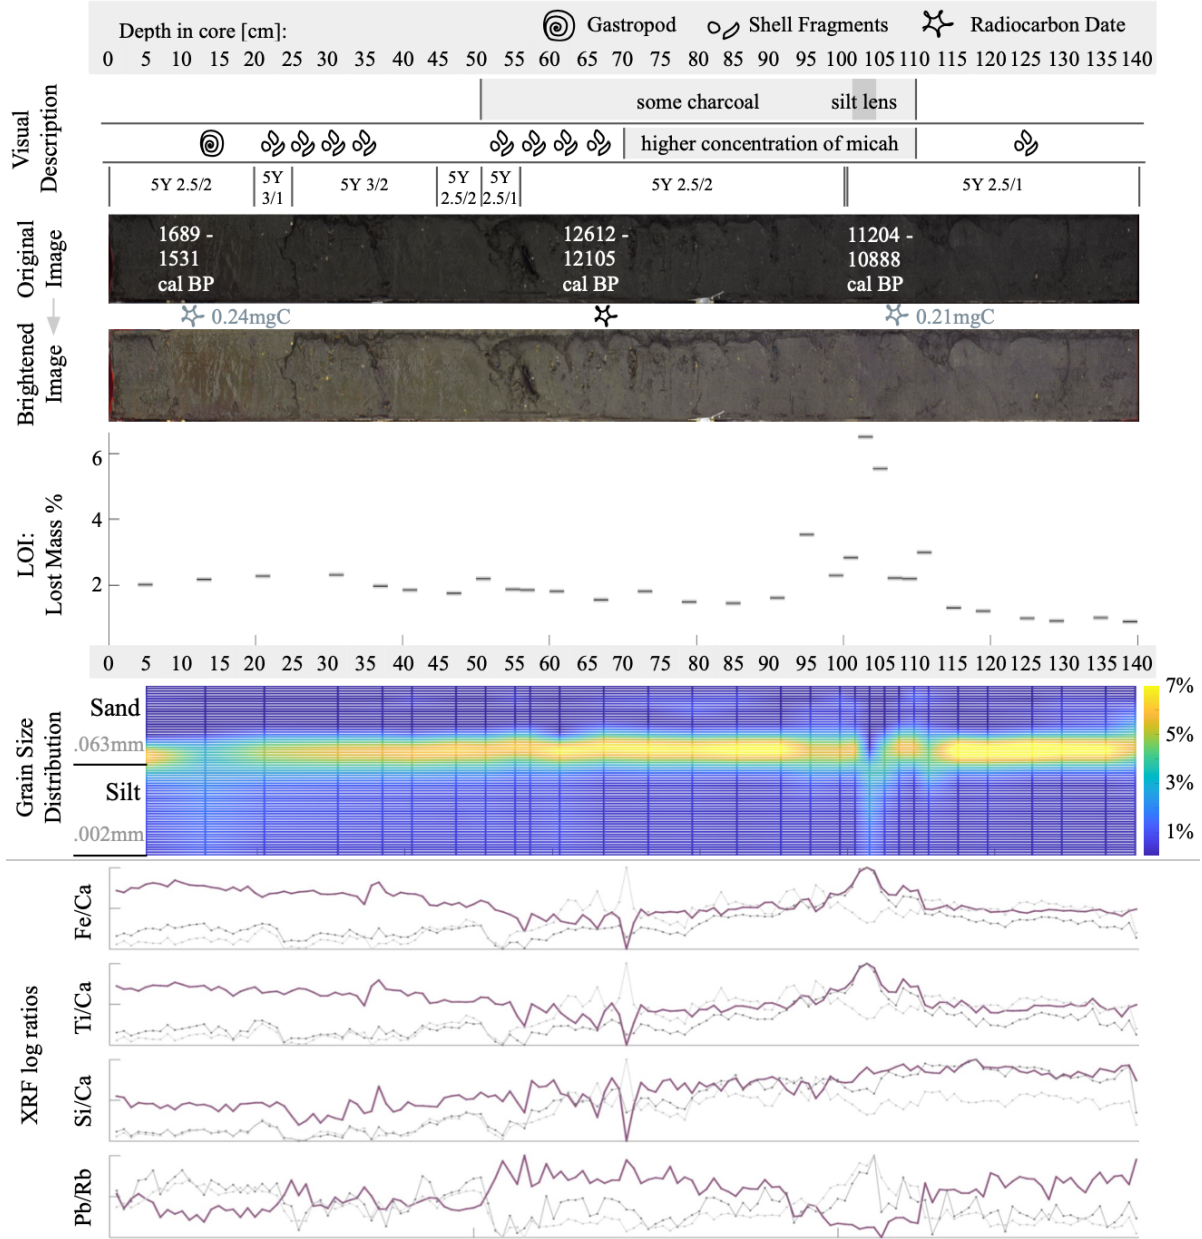 Depth in core [cm]:
Gastropod
Shell Fragments
Radiocarbon Date
0 5 10 15 20 25 30 35 40 45 50 55 60 65 70 75 80 85 90 95 100 105 110 115 120 125 130 135 140
Visual
Description
some charcoal
silt lens
higher concentration of micah
5Y 2.5/2
5Y
3/1
5Y 3/2
5Y
2.5/2
5Y
2.5/1
5Y 2.5/2
5Y 2.5/1
Original
Image
1689 -
1531
cal BP
12612 -
12105
cal BP
11204 -
10888
cal BP
0.24mgC
0.21mgC
Brightened
Image
LOI:
Lost Mass %
6
4
2
0 5 10 15 20 25 30 35 40 45 50 55 60 65 70 75 80 85 90 95 100 105 110 115 120 125 130 135 140
Grain Size
Distribution
Sand
.063mm
Silt
.002mm
7%
5%
3%
1%
XRF log ratios
Fe/Ca
Ti/Ca
Si/Ca
Pb/Rb